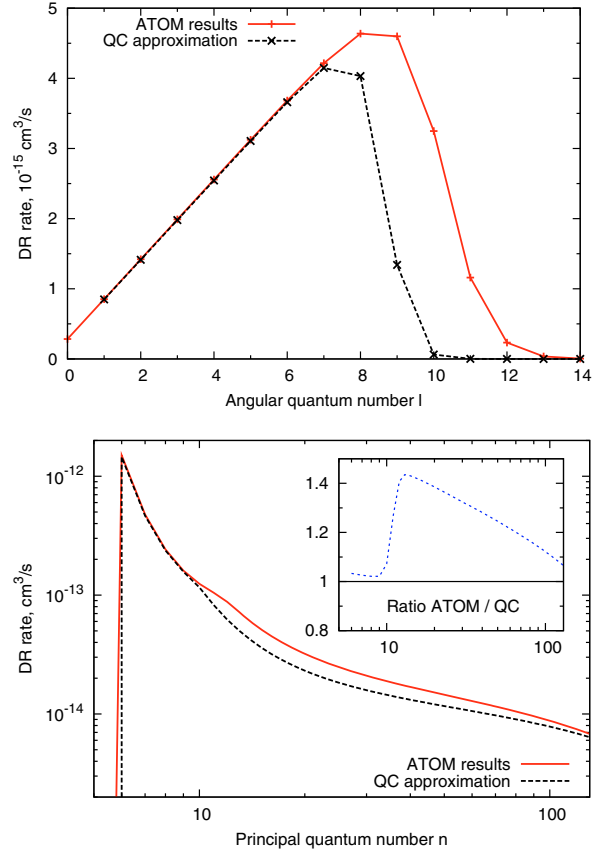 5
4
3
2
1
0
DR rate, 10⁻¹⁵ cm³/s
ATOM results
QC approximation
0 2 4 6 8 10 12 14
Angular quantum number l
10⁻¹²
10⁻¹³
10⁻¹⁴
DR rate, cm³/s
1.4
1.2
1
0.8
Ratio ATOM / QC
10 100
ATOM results
QC approximation
10 100
Principal quantum number n